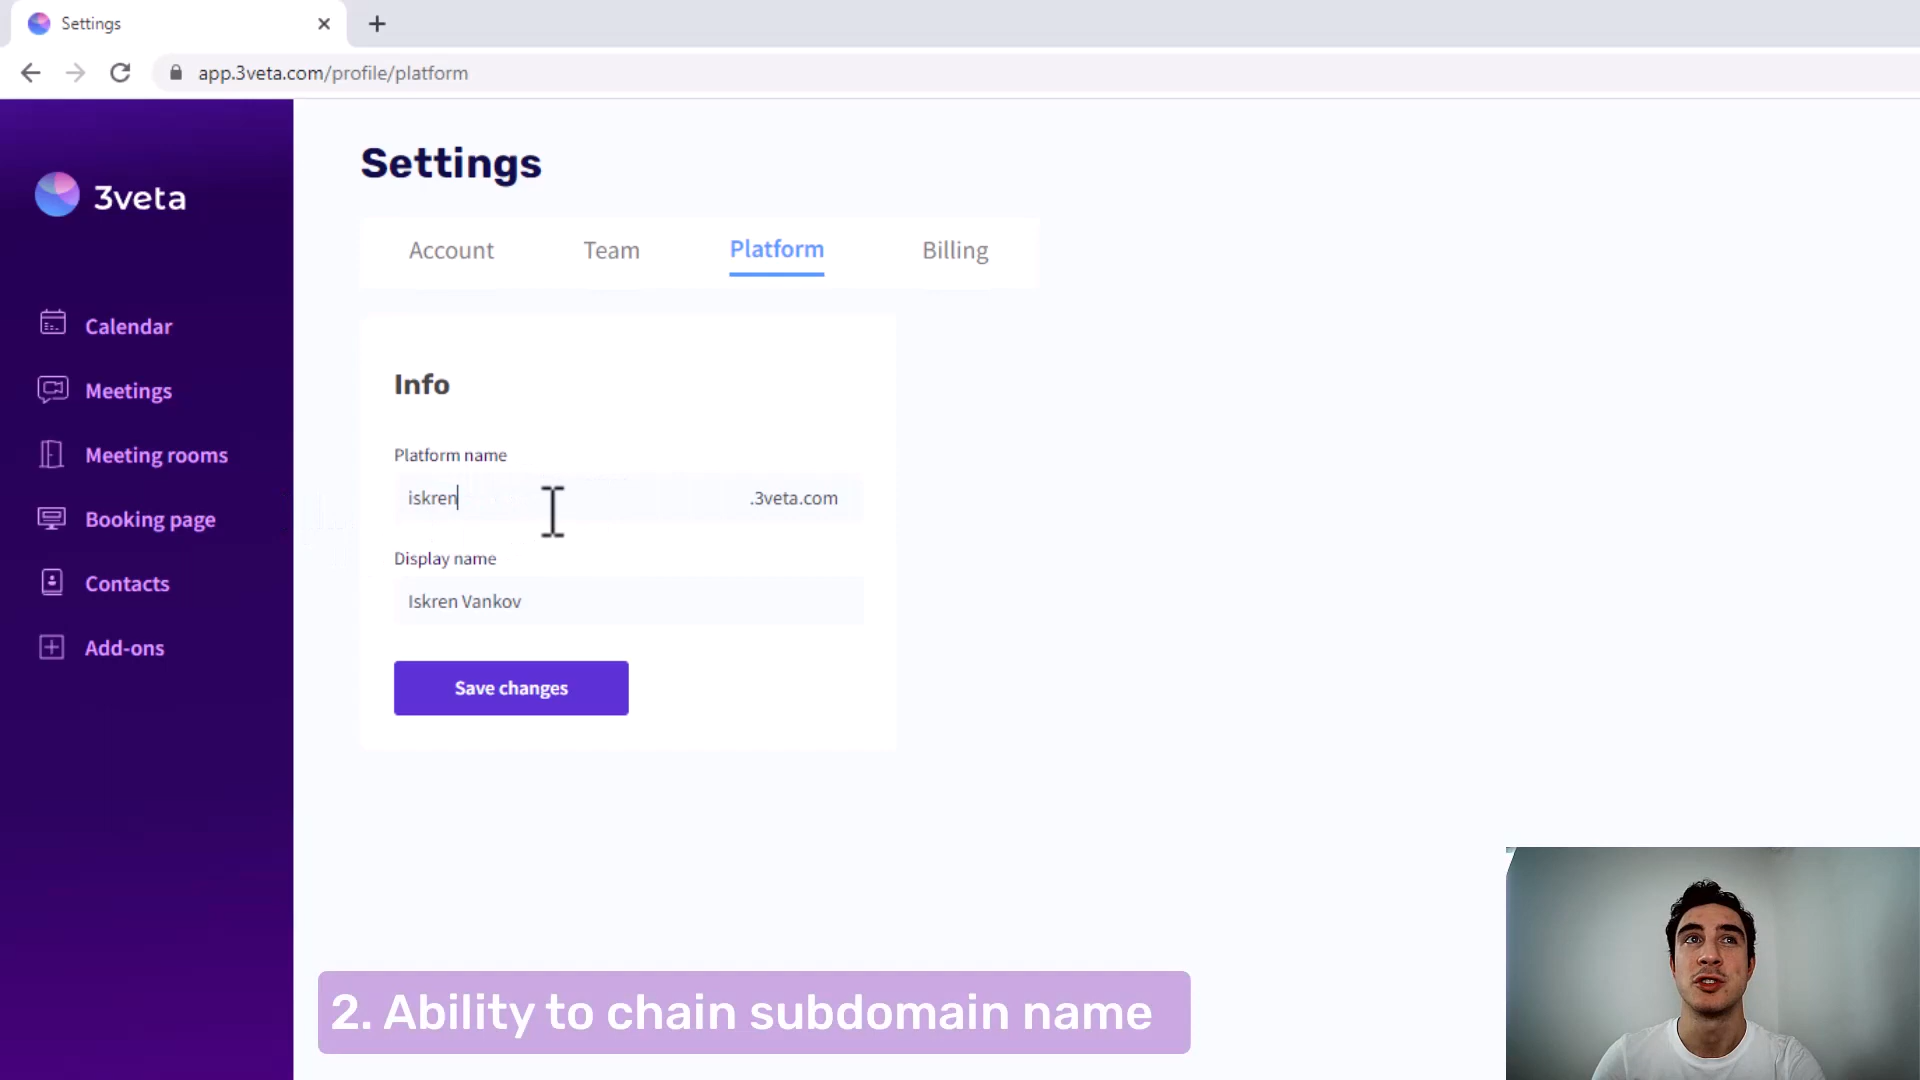 Settings
app.3veta.com/profile/platform
3veta
Calendar
Meetings
Meeting rooms
Booking page
Contacts
Add-ons
Settings
Account Team Platform Billing
Info
Platform name
iskren .3veta.com
Display name
Iskren Vankov
Save changes
2. Ability to chain subdomain name